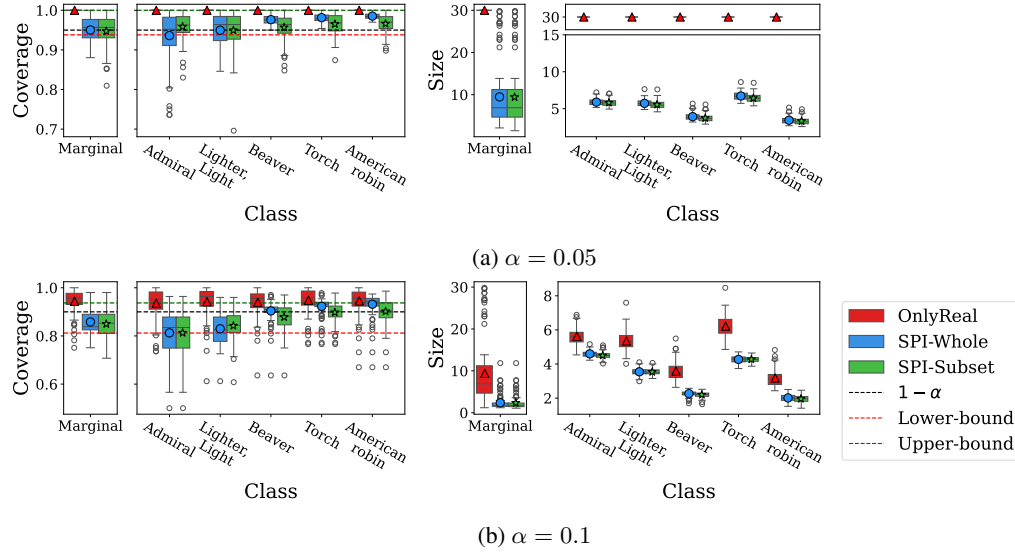 Coverage
1.0
0.9
0.8
0.7
Marginal
Admiral
Lighter,
Light
Beaver
Torch
American
robin
Class
Size
30
20
10
Marginal
30
15
10
5
Admiral
Lighter,
Light
Beaver
Torch
American
robin
Class
(a) α = 0.05
Coverage
1.0
0.8
0.6
Marginal
Admiral
Lighter,
Light
Beaver
Torch
American
robin
Class
Size
30
20
10
0
Marginal
8
6
4
2
Admiral
Lighter,
Light
Beaver
Torch
American
robin
Class
OnlyReal
SPI-Whole
SPI-Subset
1 − α
Lower-bound
Upper-bound
(b) α = 0.1